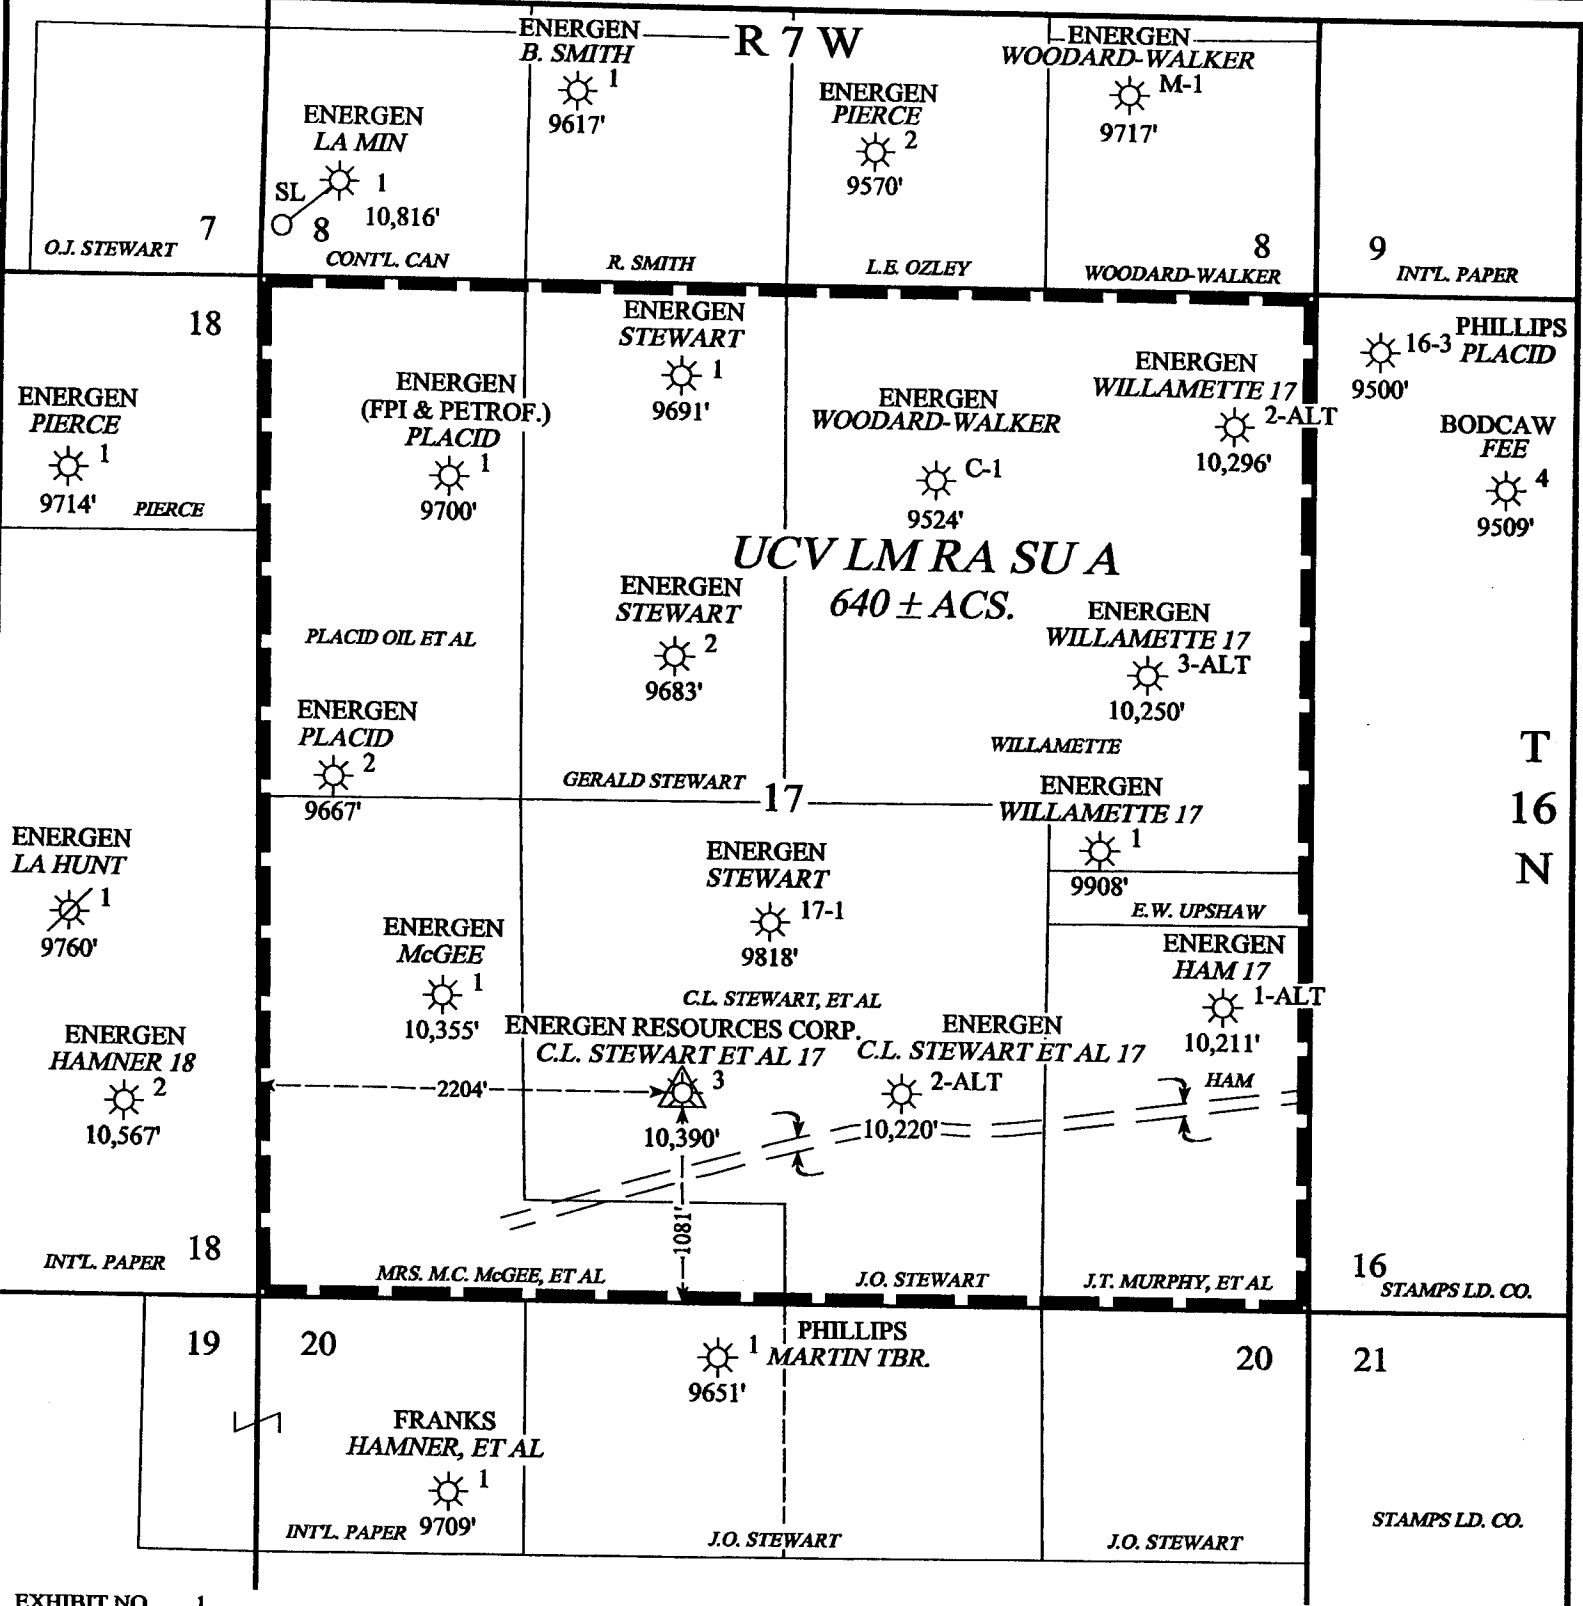 R 7 W
ENERGEN
B. SMITH
1
9617'
ENERGEN
WOODARD-WALKER
M-1
9717'
ENERGEN
PIERCE
2
9570'
ENERGEN
LA MIN
1
10,816'
SL
8
7
O.J. STEWART
CONT'L. CAN
R. SMITH
L.E. OZLEY
8
WOODARD-WALKER
9
INT'L. PAPER
18
ENERGEN
PIERCE
1
9714'
PIERCE
ENERGEN
(FPI & PETROF.)
PLACID
1
9700'
ENERGEN
STEWART
1
9691'
ENERGEN
WOODARD-WALKER
C-1
9524'
ENERGEN
WILLAMETTE 17
2-ALT
10,296'
16-3
PHILLIPS
PLACID
9500'
BODCAW
FEE
4
9509'
UCV LM RA SU A
640 ± ACS.
PLACID OIL ET AL
ENERGEN
STEWART
2
9683'
ENERGEN
WILLAMETTE 17
3-ALT
10,250'
WILLAMETTE
ENERGEN
PLACID
2
9667'
GERALD STEWART
17
ENERGEN
WILLAMETTE 17
1
9908'
T
16
N
ENERGEN
LA HUNT
1
9760'
ENERGEN
STEWART
17-1
9818'
E.W. UPSHAW
ENERGEN
McGEE
1
10,355'
C.L. STEWART, ET AL
ENERGEN
HAM 17
1-ALT
10,211'
HAM
ENERGEN
HAMNER 18
2
10,567'
ENERGEN RESOURCES CORP.
C.L. STEWART ET AL 17
3
10,390'
2204'
1081'
ENERGEN
C.L. STEWART ET AL 17
2-ALT
10,220'
INT'L. PAPER
18
MRS. M.C. McGEE, ET AL
J.O. STEWART
J.T. MURPHY, ET AL
16
STAMPS LD. CO.
19
20
PHILLIPS
MARTIN TBR.
1
9651'
20
21
FRANKS
HAMNER, ET AL
1
9709'
INT'L. PAPER
J.O. STEWART
J.O. STEWART
STAMPS LD. CO.
EXHIBIT NO. 1